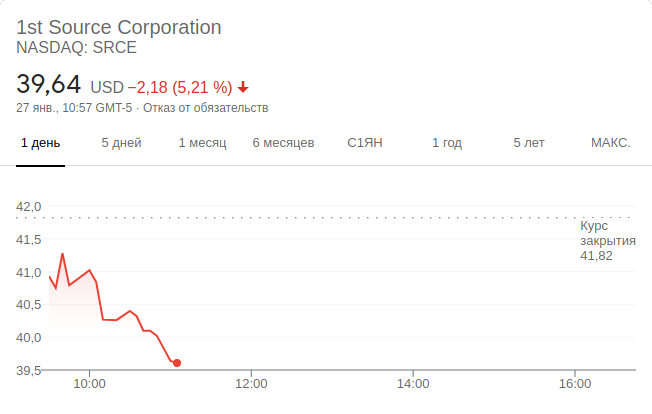 1st Source Corporation
NASDAQ: SRCE
39,64 USD −2,18 (5,21 %)
27 янв., 10:57 GMT-5 · Отказ от обязательств
1 день 5 дней 1 месяц 6 месяцев С1ЯН 1 год 5 лет МАКС.
42,0
Курс
закрытия
41,82
41,5
41,0
40,5
40,0
39,5
10:00 12:00 14:00 16:00